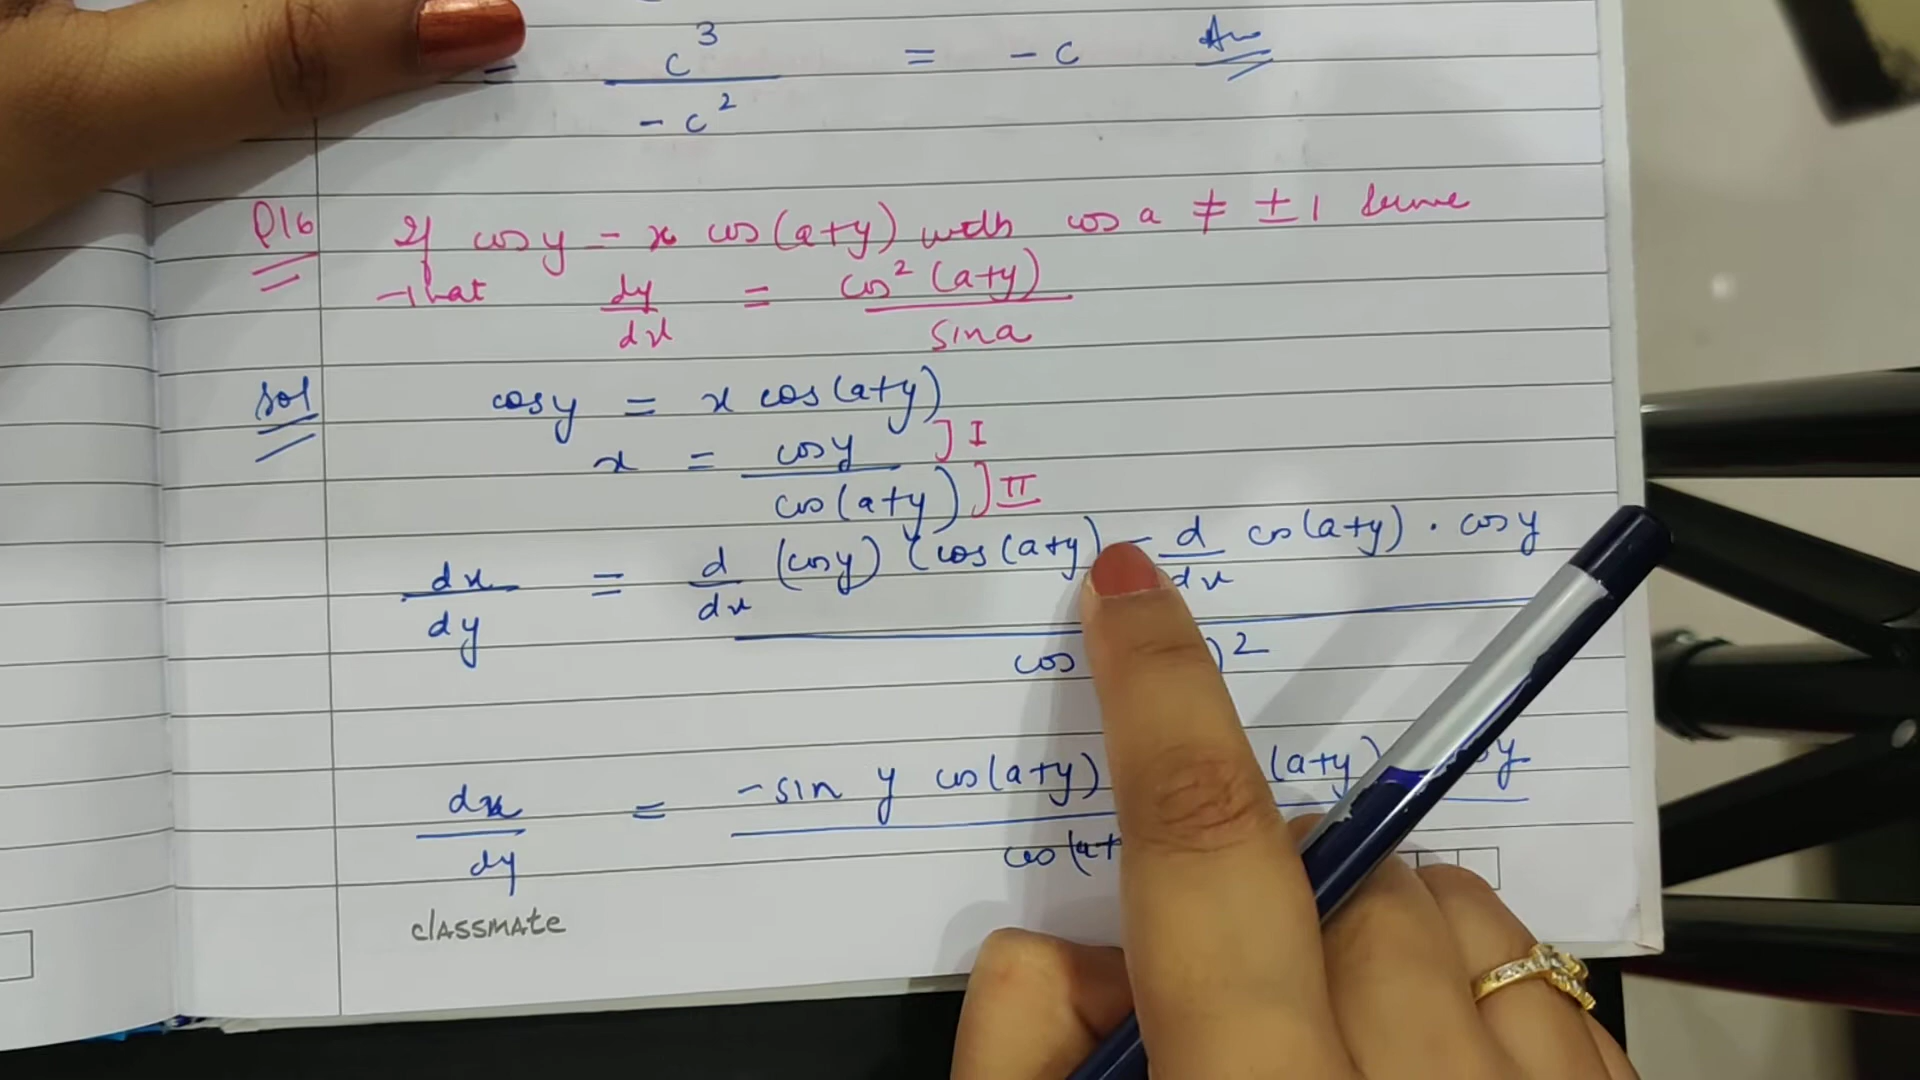 = c³ / - c² = - c Ans
Q16 If cos y = x cos (a+y) with cos a ≠ ± 1 prove
that dy/dx = cos² (a+y) / sin a
Sol cos y = x cos (a+y)
x = cos y ] I / cos (a+y) ] II
dx/dy = d/dx (cos y) (cos (a+y) - d/dx cos (a+y) . cos y / cos ) 2
dx/dy = - sin y cos (a+y) (a+y) y / cos (a+
classmate